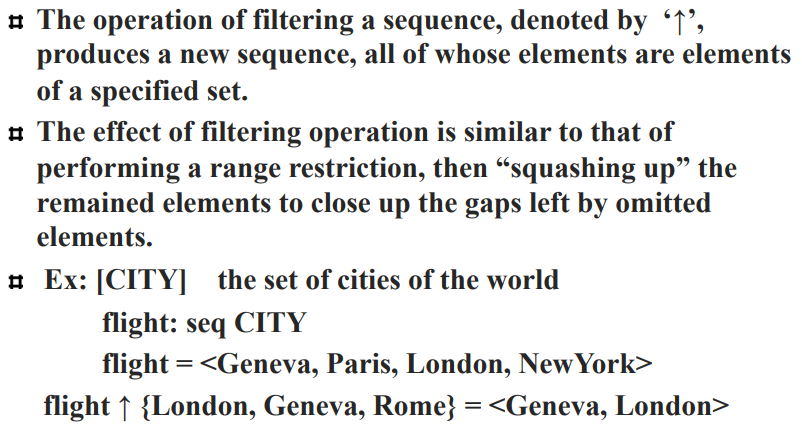 ⌗ The operation of filtering a sequence, denoted by ‘↑’,
produces a new sequence, all of whose elements are elements
of a specified set.
⌗ The effect of filtering operation is similar to that of
performing a range restriction, then “squashing up” the
remained elements to close up the gaps left by omitted
elements.
⌗ Ex: [CITY] the set of cities of the world
flight: seq CITY
flight = <Geneva, Paris, London, NewYork>
flight ↑ {London, Geneva, Rome} = <Geneva, London>